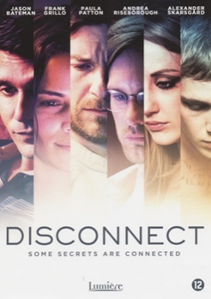 JASON BATEMAN FRANK GRILLO PAULA PATTON ANDREA RISEBOROUGH ALEXANDER SKARSGÅRD
DISCONNECT
SOME SECRETS ARE CONNECTED
Lumière
12